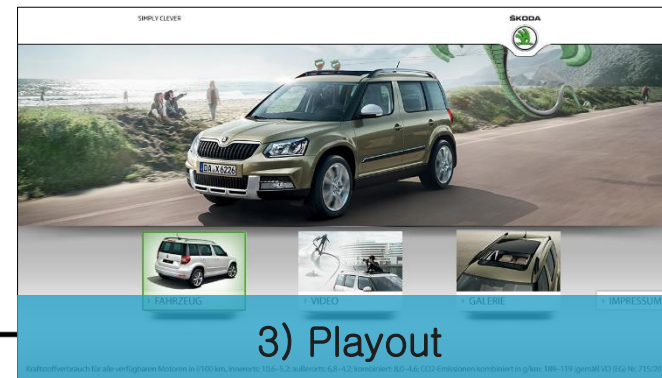 SIMPLY CLEVER
ŠKODA
DA X6226
FAHRZEUG
VIDEO
GALERIE
IMPRESSUM
3) Playout
Kraftstoffverbrauch für alle verfügbaren Motoren in l/100 km, innerorts: 10,6–5,2; außerorts: 6,8–4,2; kombiniert: 8,0–4,6; CO2-Emissionen kombiniert in g/km: 189–119 (gemäß VO (EG) Nr. 715/20